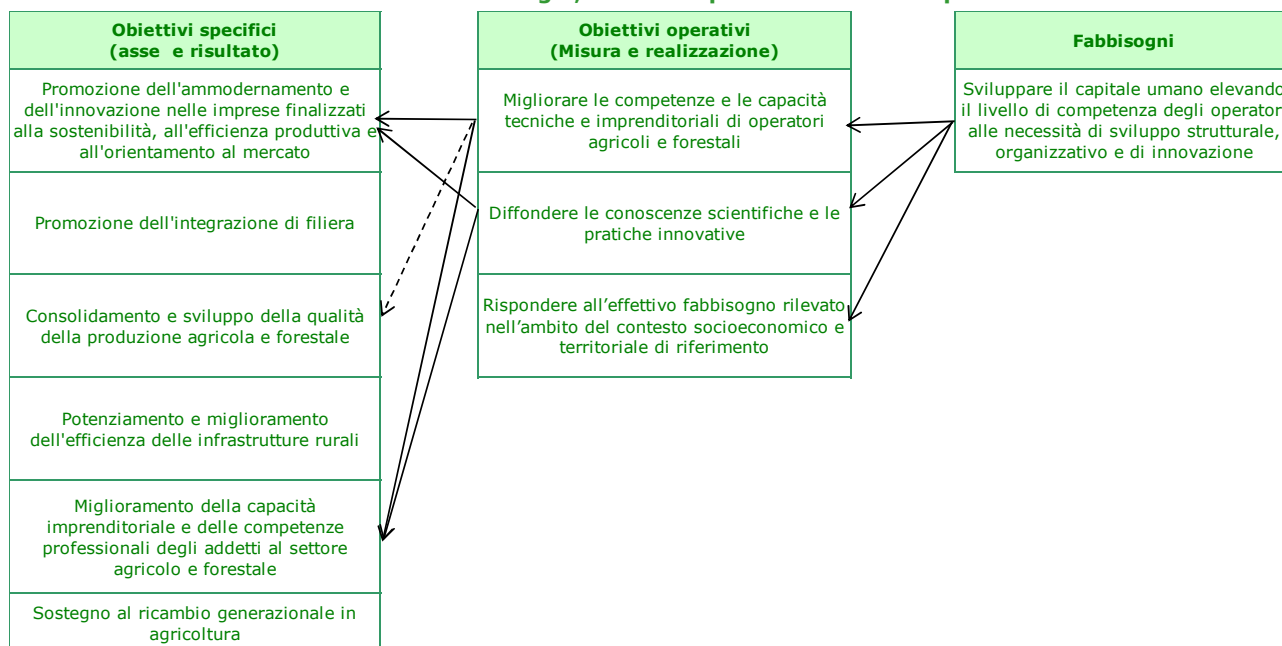 Obiettivi specifici
(asse e risultato)
Promozione dell'ammodernamento e
dell'innovazione nelle imprese finalizzati
alla sostenibilità, all'efficienza produttiva e
all'orientamento al mercato
Promozione dell'integrazione di filiera
Consolidamento e sviluppo della qualità
della produzione agricola e forestale
Potenziamento e miglioramento
dell'efficienza delle infrastrutture rurali
Miglioramento della capacità
imprenditoriale e delle competenze
professionali degli addetti al settore
agricolo e forestale
Sostegno al ricambio generazionale in
agricoltura
Obiettivi operativi
(Misura e realizzazione)
Migliorare le competenze e le capacità
tecniche e imprenditoriali di operatori
agricoli e forestali
Diffondere le conoscenze scientifiche e le
pratiche innovative
Rispondere all’effettivo fabbisogno rilevato
nell’ambito del contesto socioeconomico e
territoriale di riferimento
Fabbisogni
Sviluppare il capitale umano elevando
il livello di competenza degli operator
alle necessità di sviluppo strutturale,
organizzativo e di innovazione